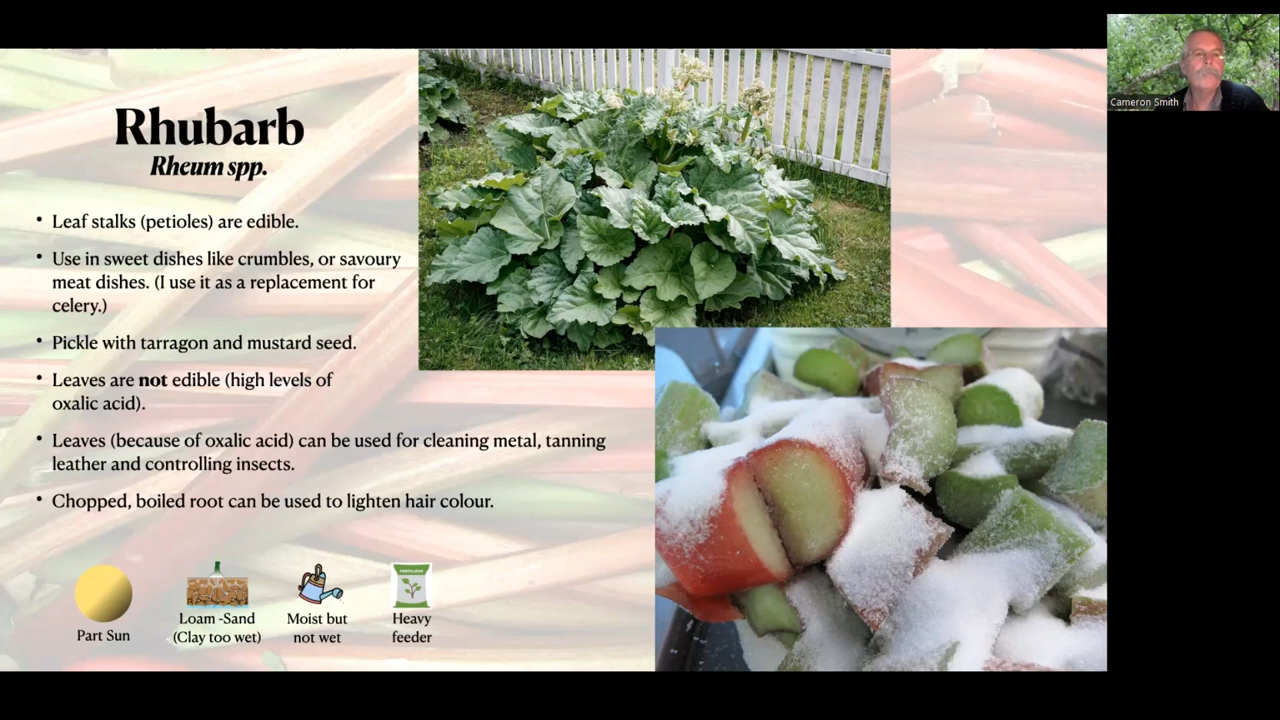 Rhubarb
Rheum spp.
• Leaf stalks (petioles) are edible.
• Use in sweet dishes like crumbles, or savoury
meat dishes. (I use it as a replacement for
celery.)
• Pickle with tarragon and mustard seed.
• Leaves are not edible (high levels of
oxalic acid).
• Leaves (because of oxalic acid) can be used for cleaning metal, tanning
leather and controlling insects.
• Chopped, boiled root can be used to lighten hair colour.
Part Sun
Loam -Sand
(Clay too wet)
Moist but
not wet
FERTILIZER
Heavy
feeder
Cameron Smith